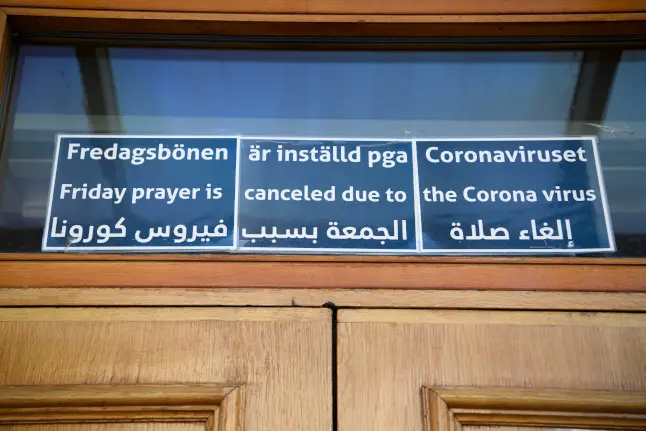 Fredagsbönen är inställd pga Coronaviruset
Friday prayer is canceled due to the Corona virus
إلغاء صلاة الجمعة بسبب فيروس كورونا